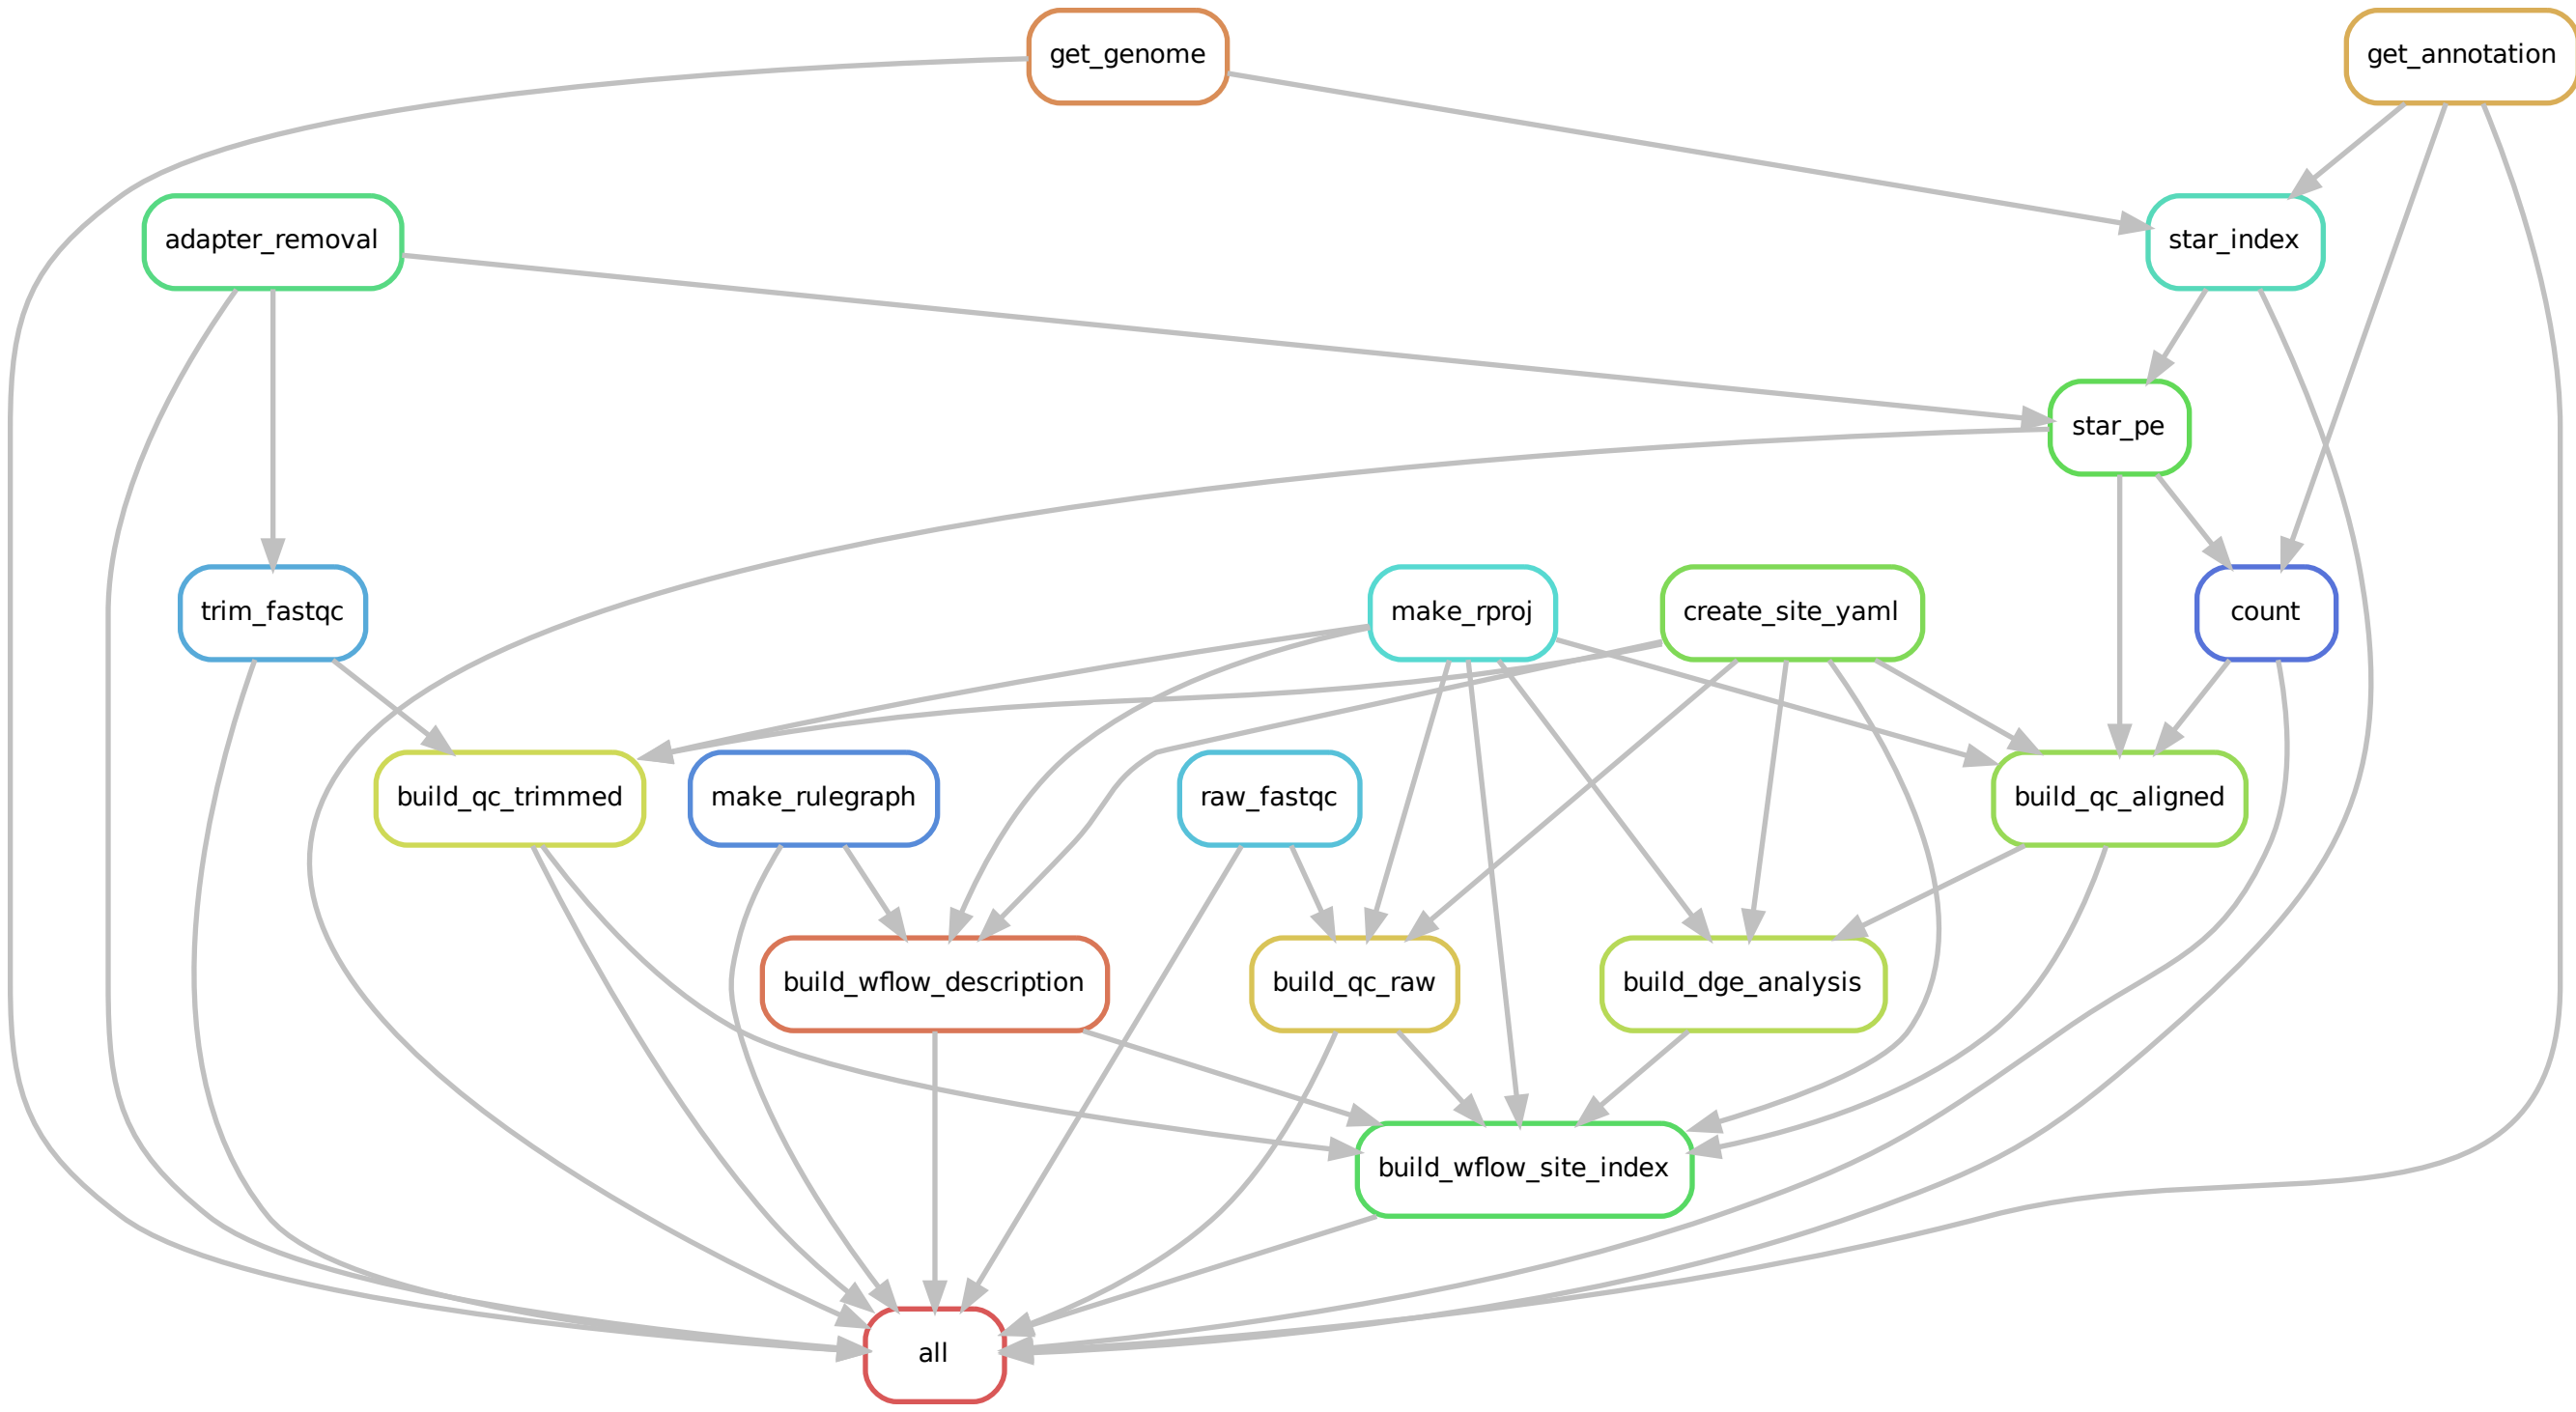 get_genome
get_annotation
adapter_removal
star_index
star_pe
trim_fastqc
make_rproj
create_site_yaml
count
build_qc_trimmed
make_rulegraph
raw_fastqc
build_qc_aligned
build_wflow_description
build_qc_raw
build_dge_analysis
build_wflow_site_index
all